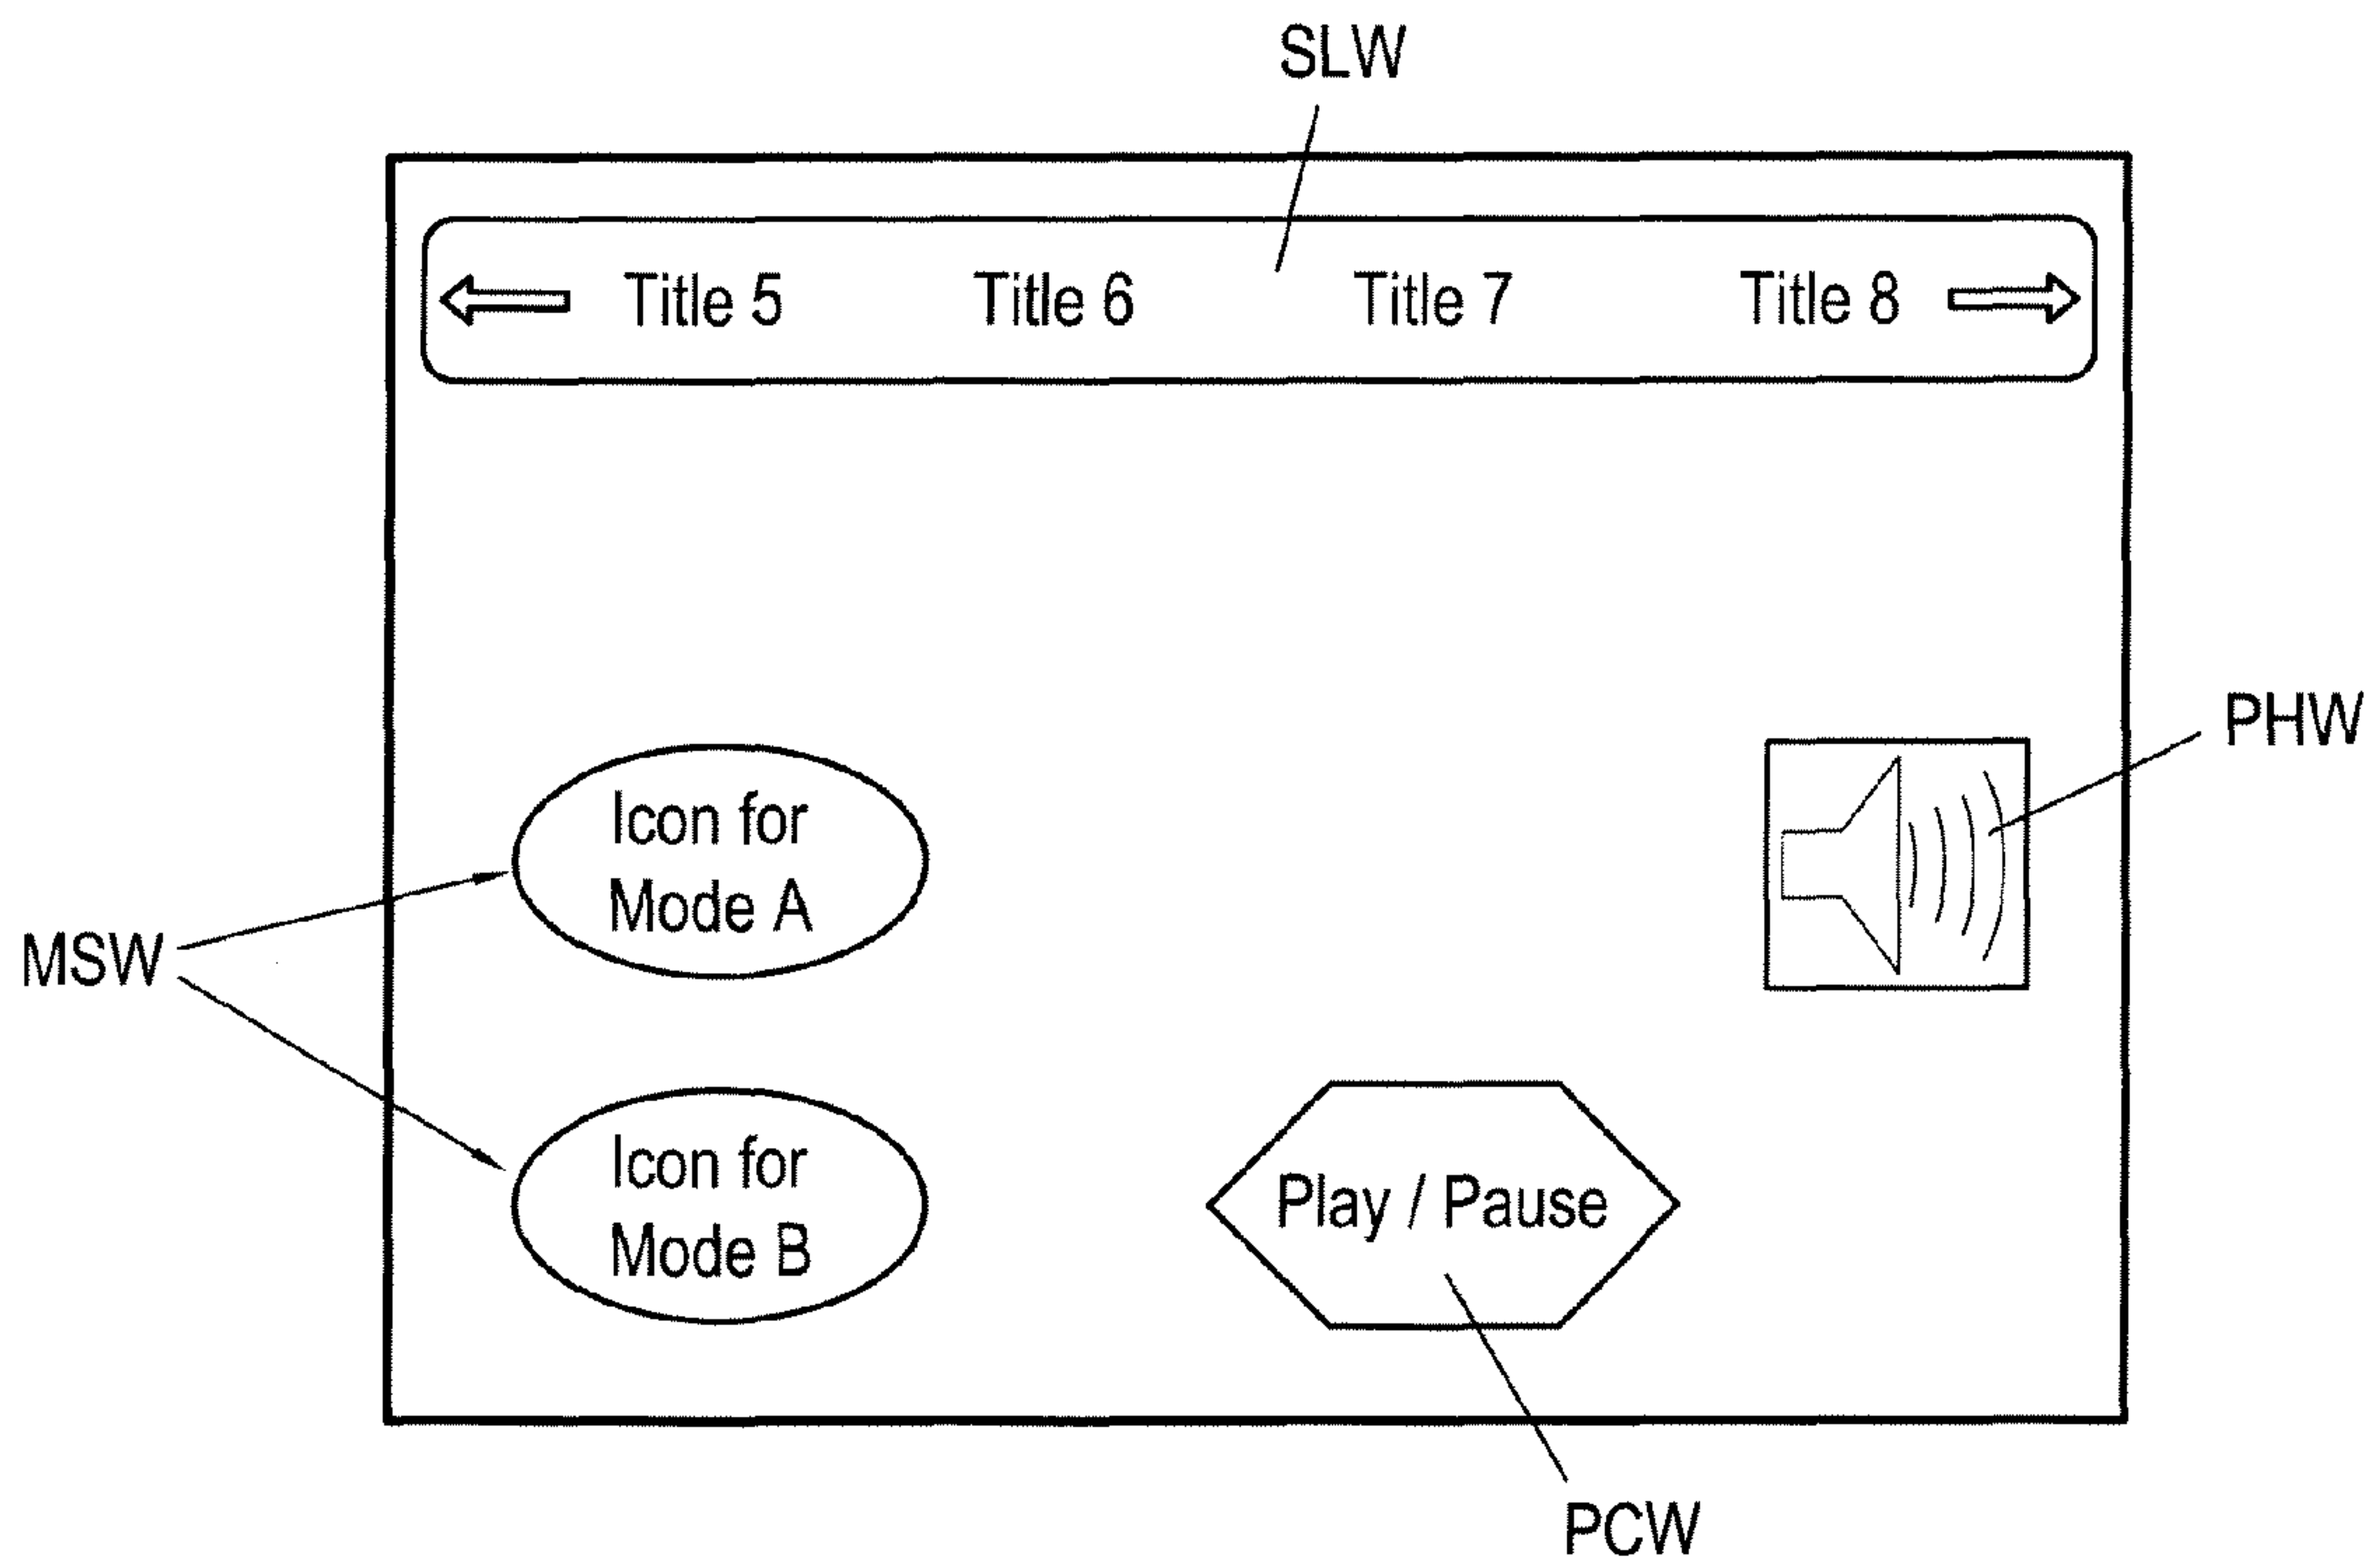 SLW
Title 5 Title 6 Title 7 Title 8
PHW
Icon for
Mode A
MSW
Icon for
Mode B
Play / Pause
PCW